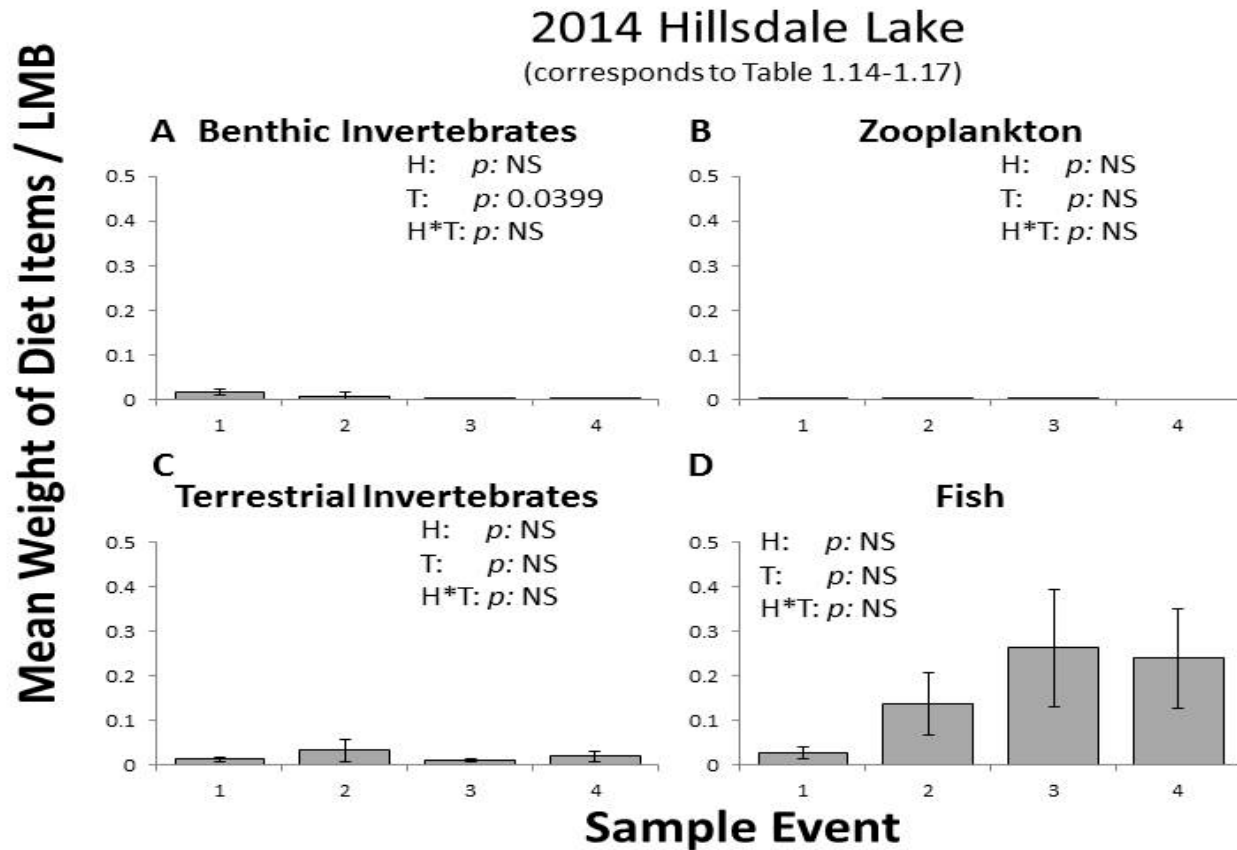 2014 Hillsdale Lake
(corresponds to Table 1.14-1.17)
Mean Weight of Diet Items / LMB
A Benthic Invertebrates
H: p: NS
T: p: 0.0399
H*T: p: NS
0.5
0.4
0.3
0.2
0.1
0
1 2 3 4
B Zooplankton
H: p: NS
T: p: NS
H*T: p: NS
0.5
0.4
0.3
0.2
0.1
0
1 2 3 4
C
Terrestrial Invertebrates
H: p: NS
T: p: NS
H*T: p: NS
0.5
0.4
0.3
0.2
0.1
0
1 2 3 4
D
Fish
H: p: NS
T: p: NS
H*T: p: NS
0.5
0.4
0.3
0.2
0.1
0
1 2 3 4
Sample Event